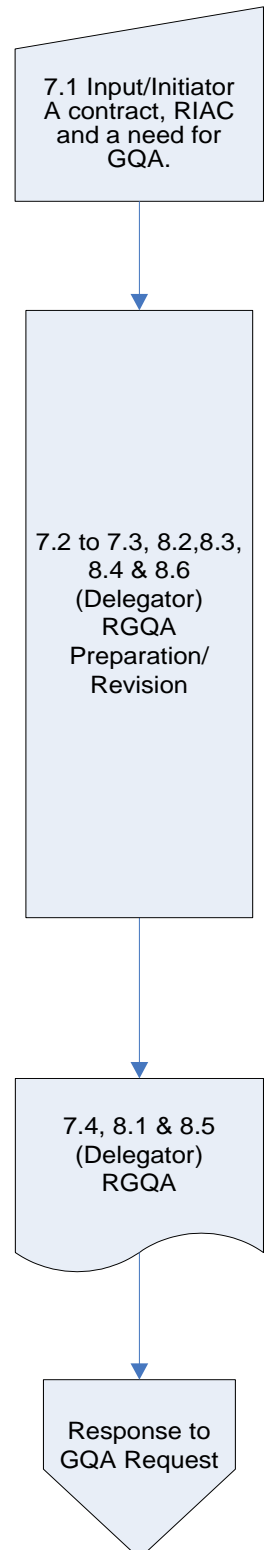 7.1 Input/Initiator
A contract, RIAC
and a need for
GQA.
7.2 to 7.3, 8.2,8.3,
8.4 & 8.6
(Delegator)
RGQA
Preparation/
Revision
7.4, 8.1 & 8.5
(Delegator)
RGQA
Response to
GQA Request